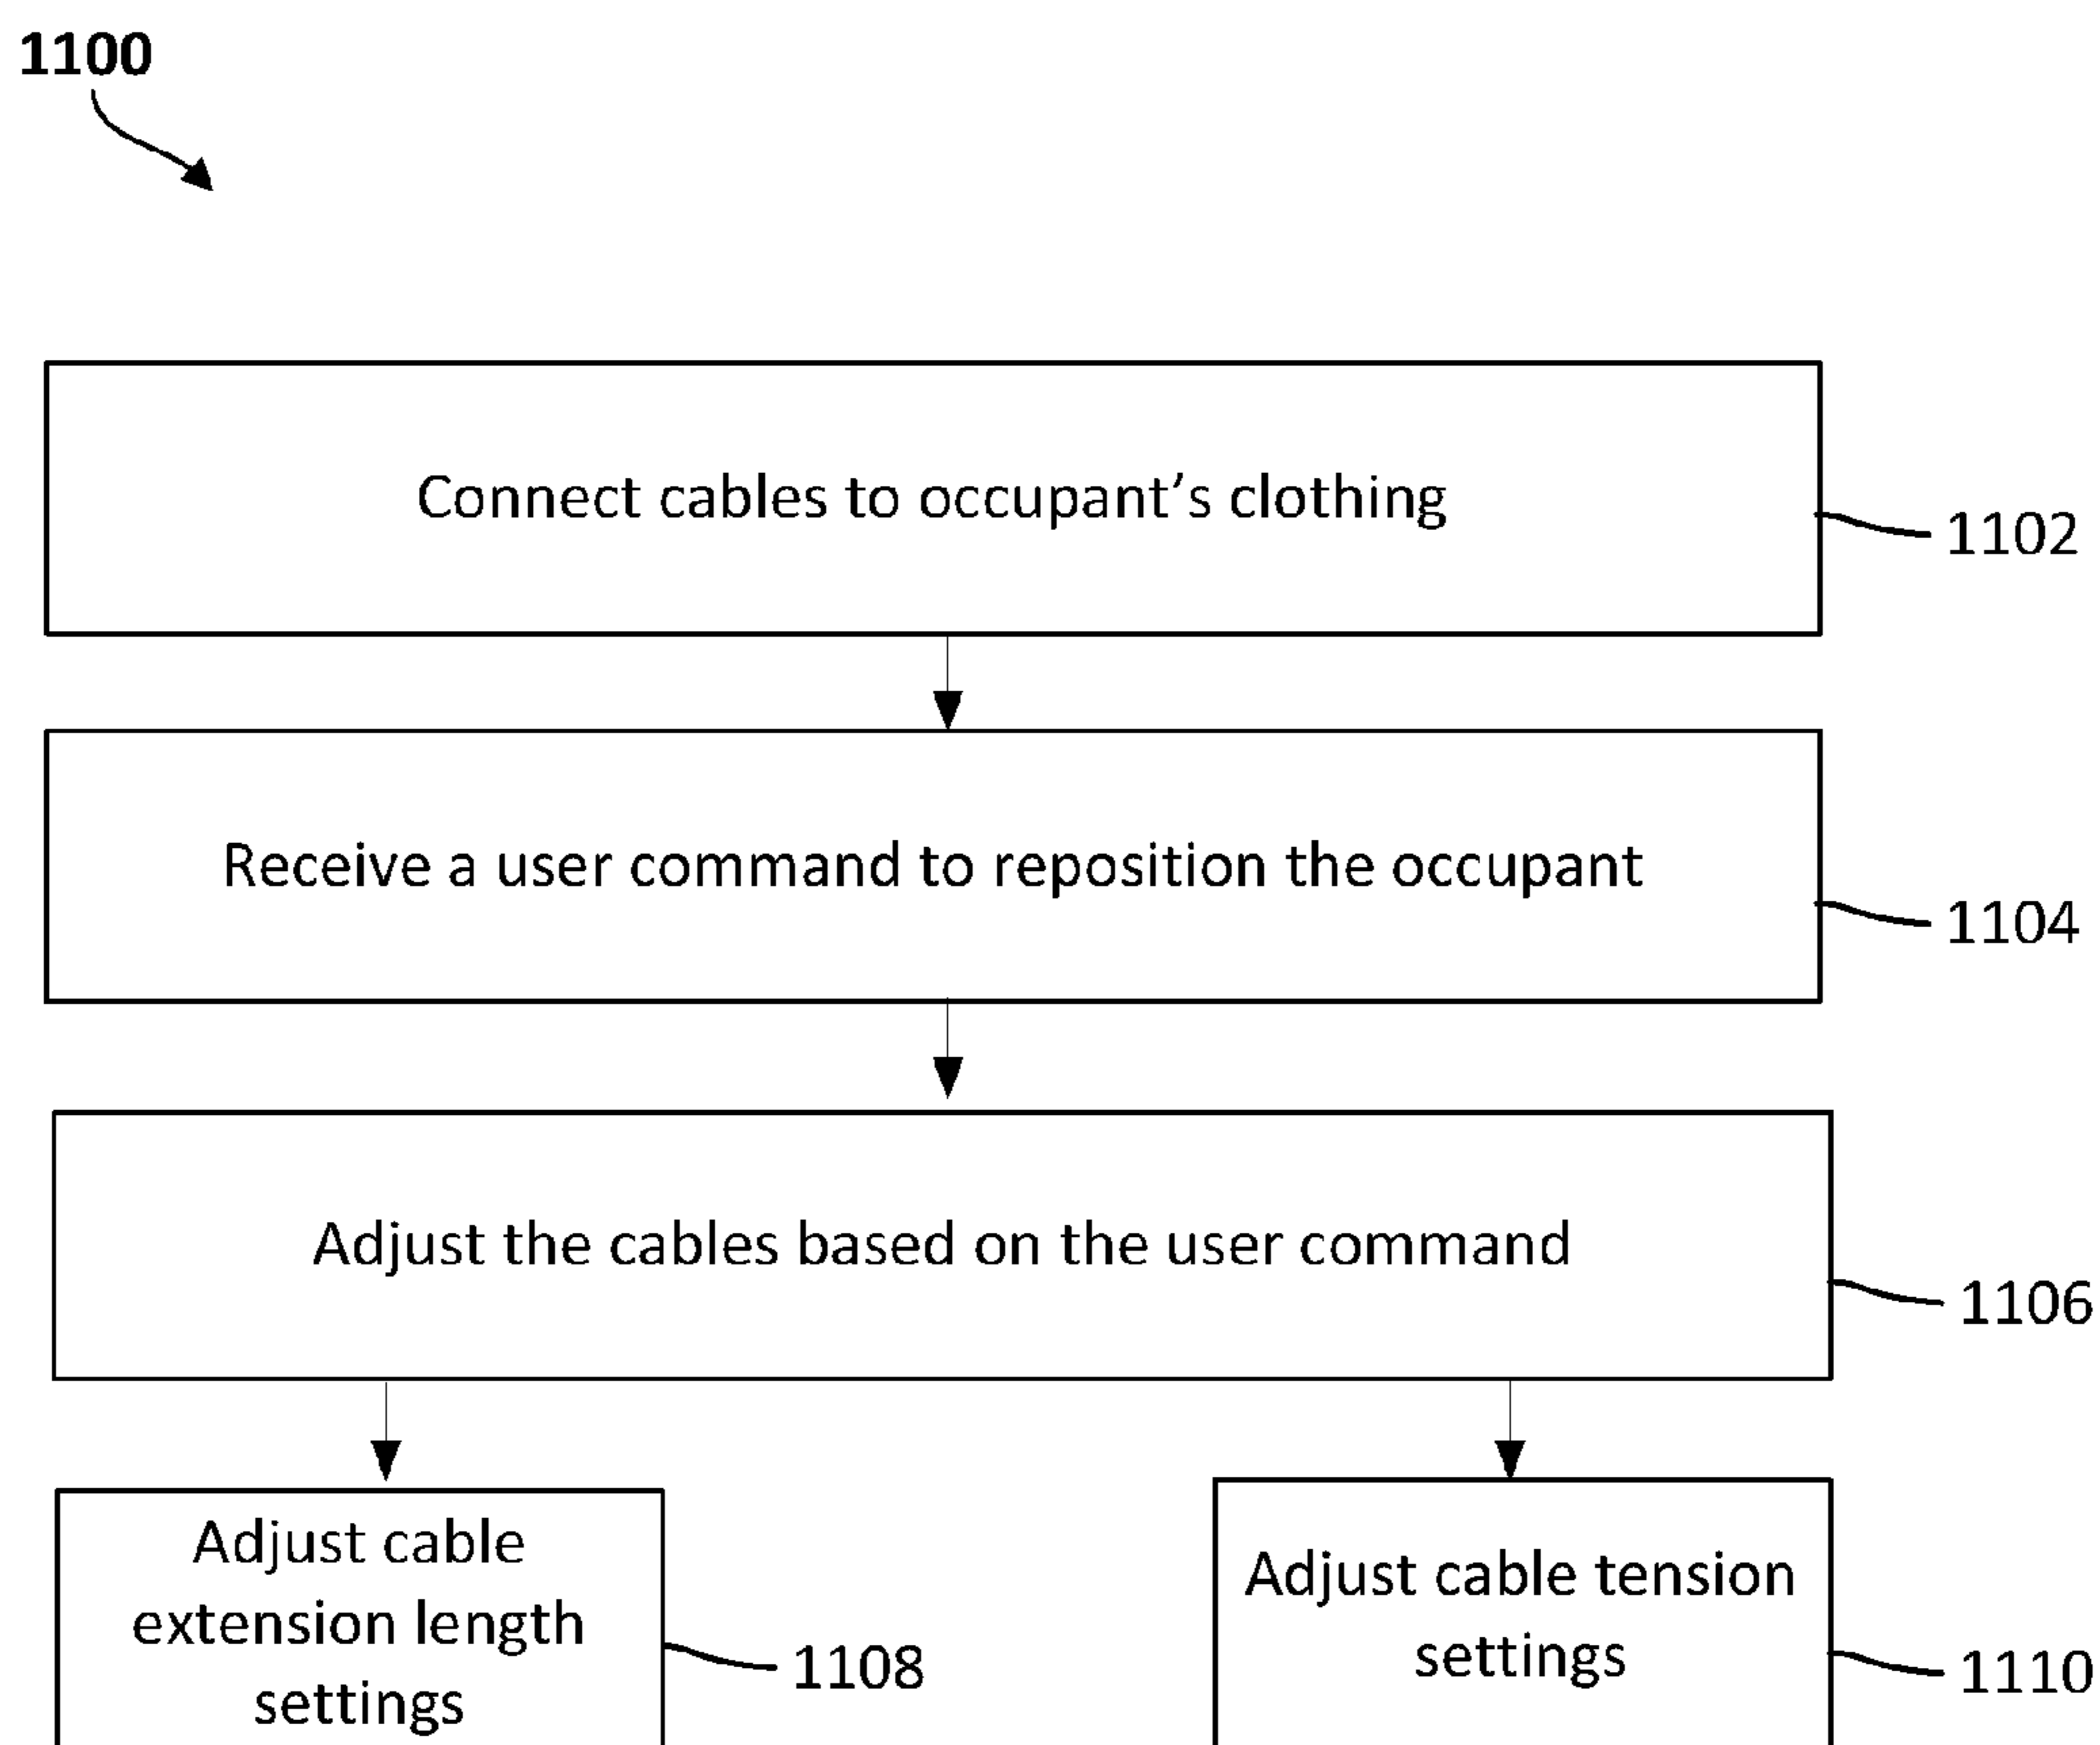 1100
Connect cables to occupant’s clothing
1102
Receive a user command to reposition the occupant
1104
Adjust the cables based on the user command
1106
Adjust cable
extension length
settings
1108
Adjust cable tension
settings
1110